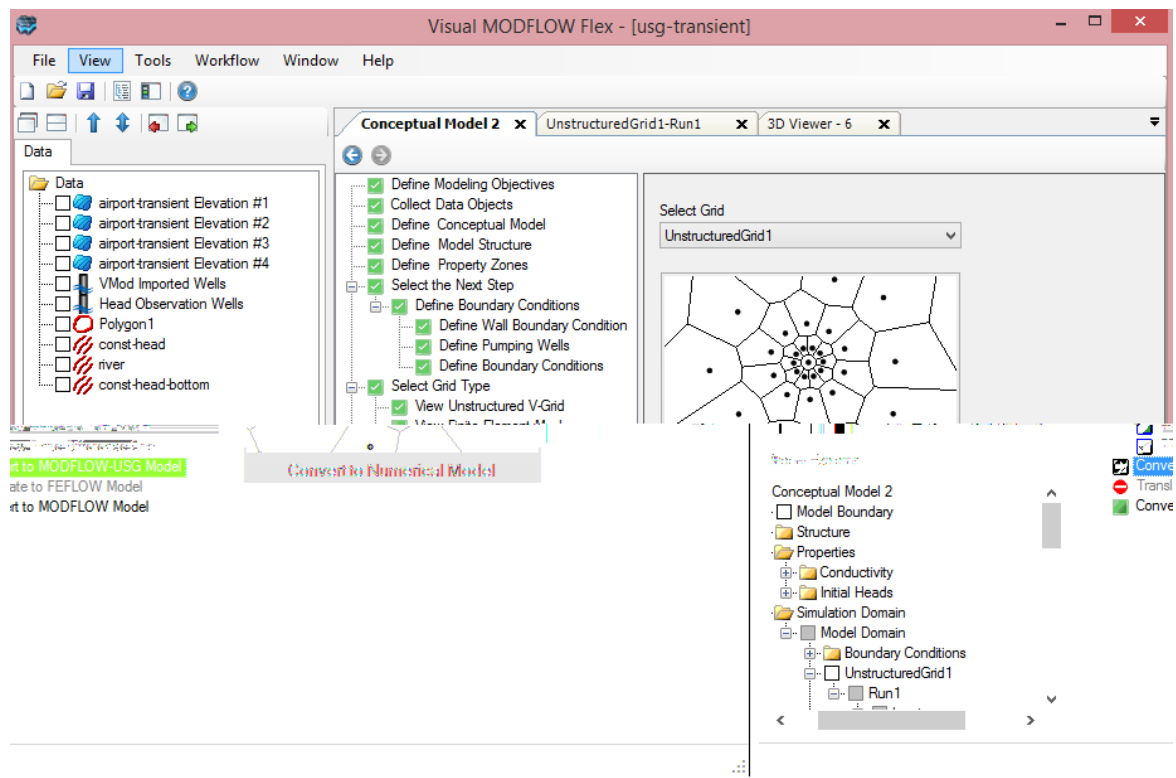 Visual MODFLOW Flex - [usg-transient]
File View Tools Workflow Window Help
Data
Data
airport-transient Elevation #1
airport-transient Elevation #2
airport-transient Elevation #3
airport-transient Elevation #4
VMod Imported Wells
Head Observation Wells
Polygon1
const-head
river
const-head-bottom
Conceptual Model 2 UnstructuredGrid1-Run1 3D Viewer - 6
Define Modeling Objectives
Collect Data Objects
Define Conceptual Model
Define Model Structure
Define Property Zones
Select the Next Step
Define Boundary Conditions
Define Wall Boundary Condition
Define Pumping Wells
Define Boundary Conditions
Select Grid Type
View Unstructured V-Grid
Select Grid
UnstructuredGrid1
rt to MODFLOW-USG Model
ate to FEFLOW Model
rt to MODFLOW Model
Convert to Numerical Model
Conceptual Model 2
Model Boundary
Structure
Properties
Conductivity
Initial Heads
Simulation Domain
Model Domain
Boundary Conditions
UnstructuredGrid1
Run1
Conve
Transl
Conve